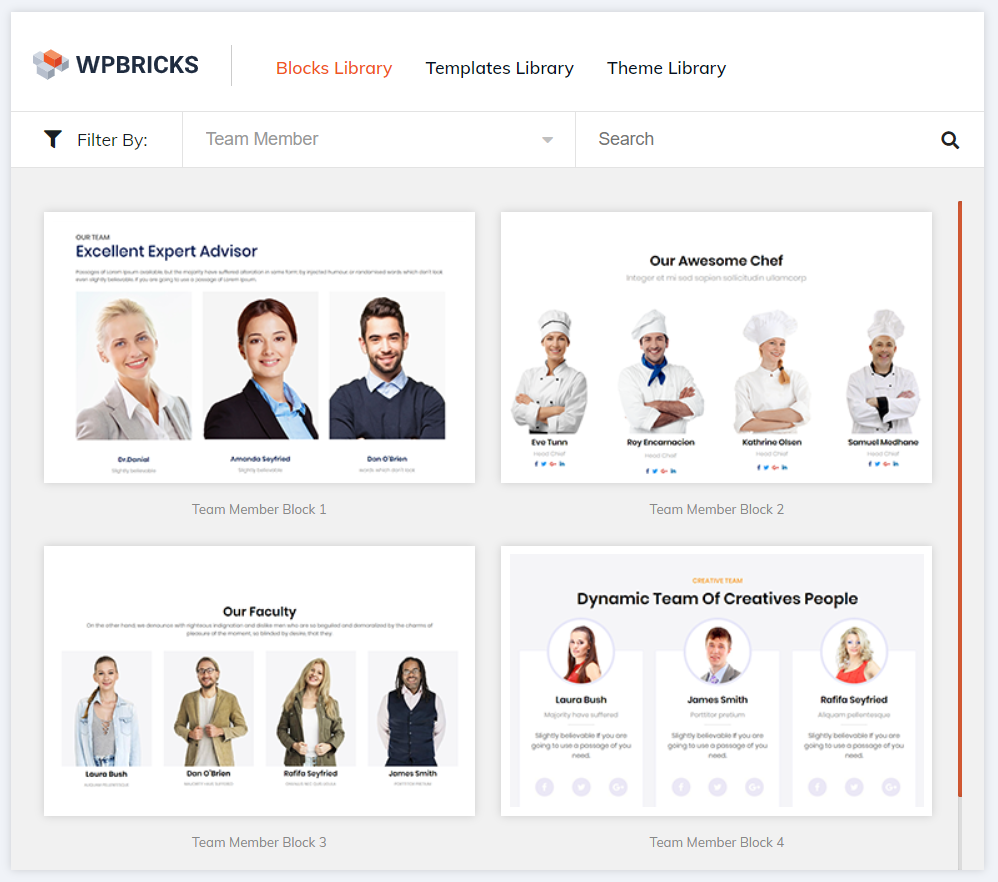 WPBRICKS
Blocks Library
Templates Library
Theme Library
Filter By:
Team Member
Search
OUR TEAM
Excellent Expert Advisor
Passages of Lorem Ipsum available, but the majority have suffered alteration in some form, by injected humour, or randomised words which don't look
even slightly believable. If you are going to use a passage of Lorem Ipsum.
Dr.Danial
Amanda Seyfried
Dan O'Brien
Slightly believable
Slightly believable
words which don't look
Team Member Block 1
Our Awesome Chef
Integer et mi sed sapien sollicitudin ullamcorp
Eve Tunn
Roy Encarnacion
Kathrine Olsen
Samuel Medhane
Head Chief
Head Chief
Head Chief
Head Chief
Team Member Block 2
Our Faculty
On the other hand, we denounce with righteous indignation and dislike men who are so beguiled and demoralized by the charms of
pleasure of the moment, so blinded by desire, that they
Laura Bush
Dan O'Brien
Rafifa Seyfried
James Smith
Team Member Block 3
CREATIVE TEAM
Dynamic Team Of Creatives People
Laura Bush
James Smith
Rafifa Seyfried
Majority have suffered
Porttitor pretium
Aliquam pellentesque
Slightly believable If you are
going to use a passage of you
need.
Slightly believable If you are
going to use a passage of you
need.
Slightly believable If you are
going to use a passage of you
need.
Team Member Block 4